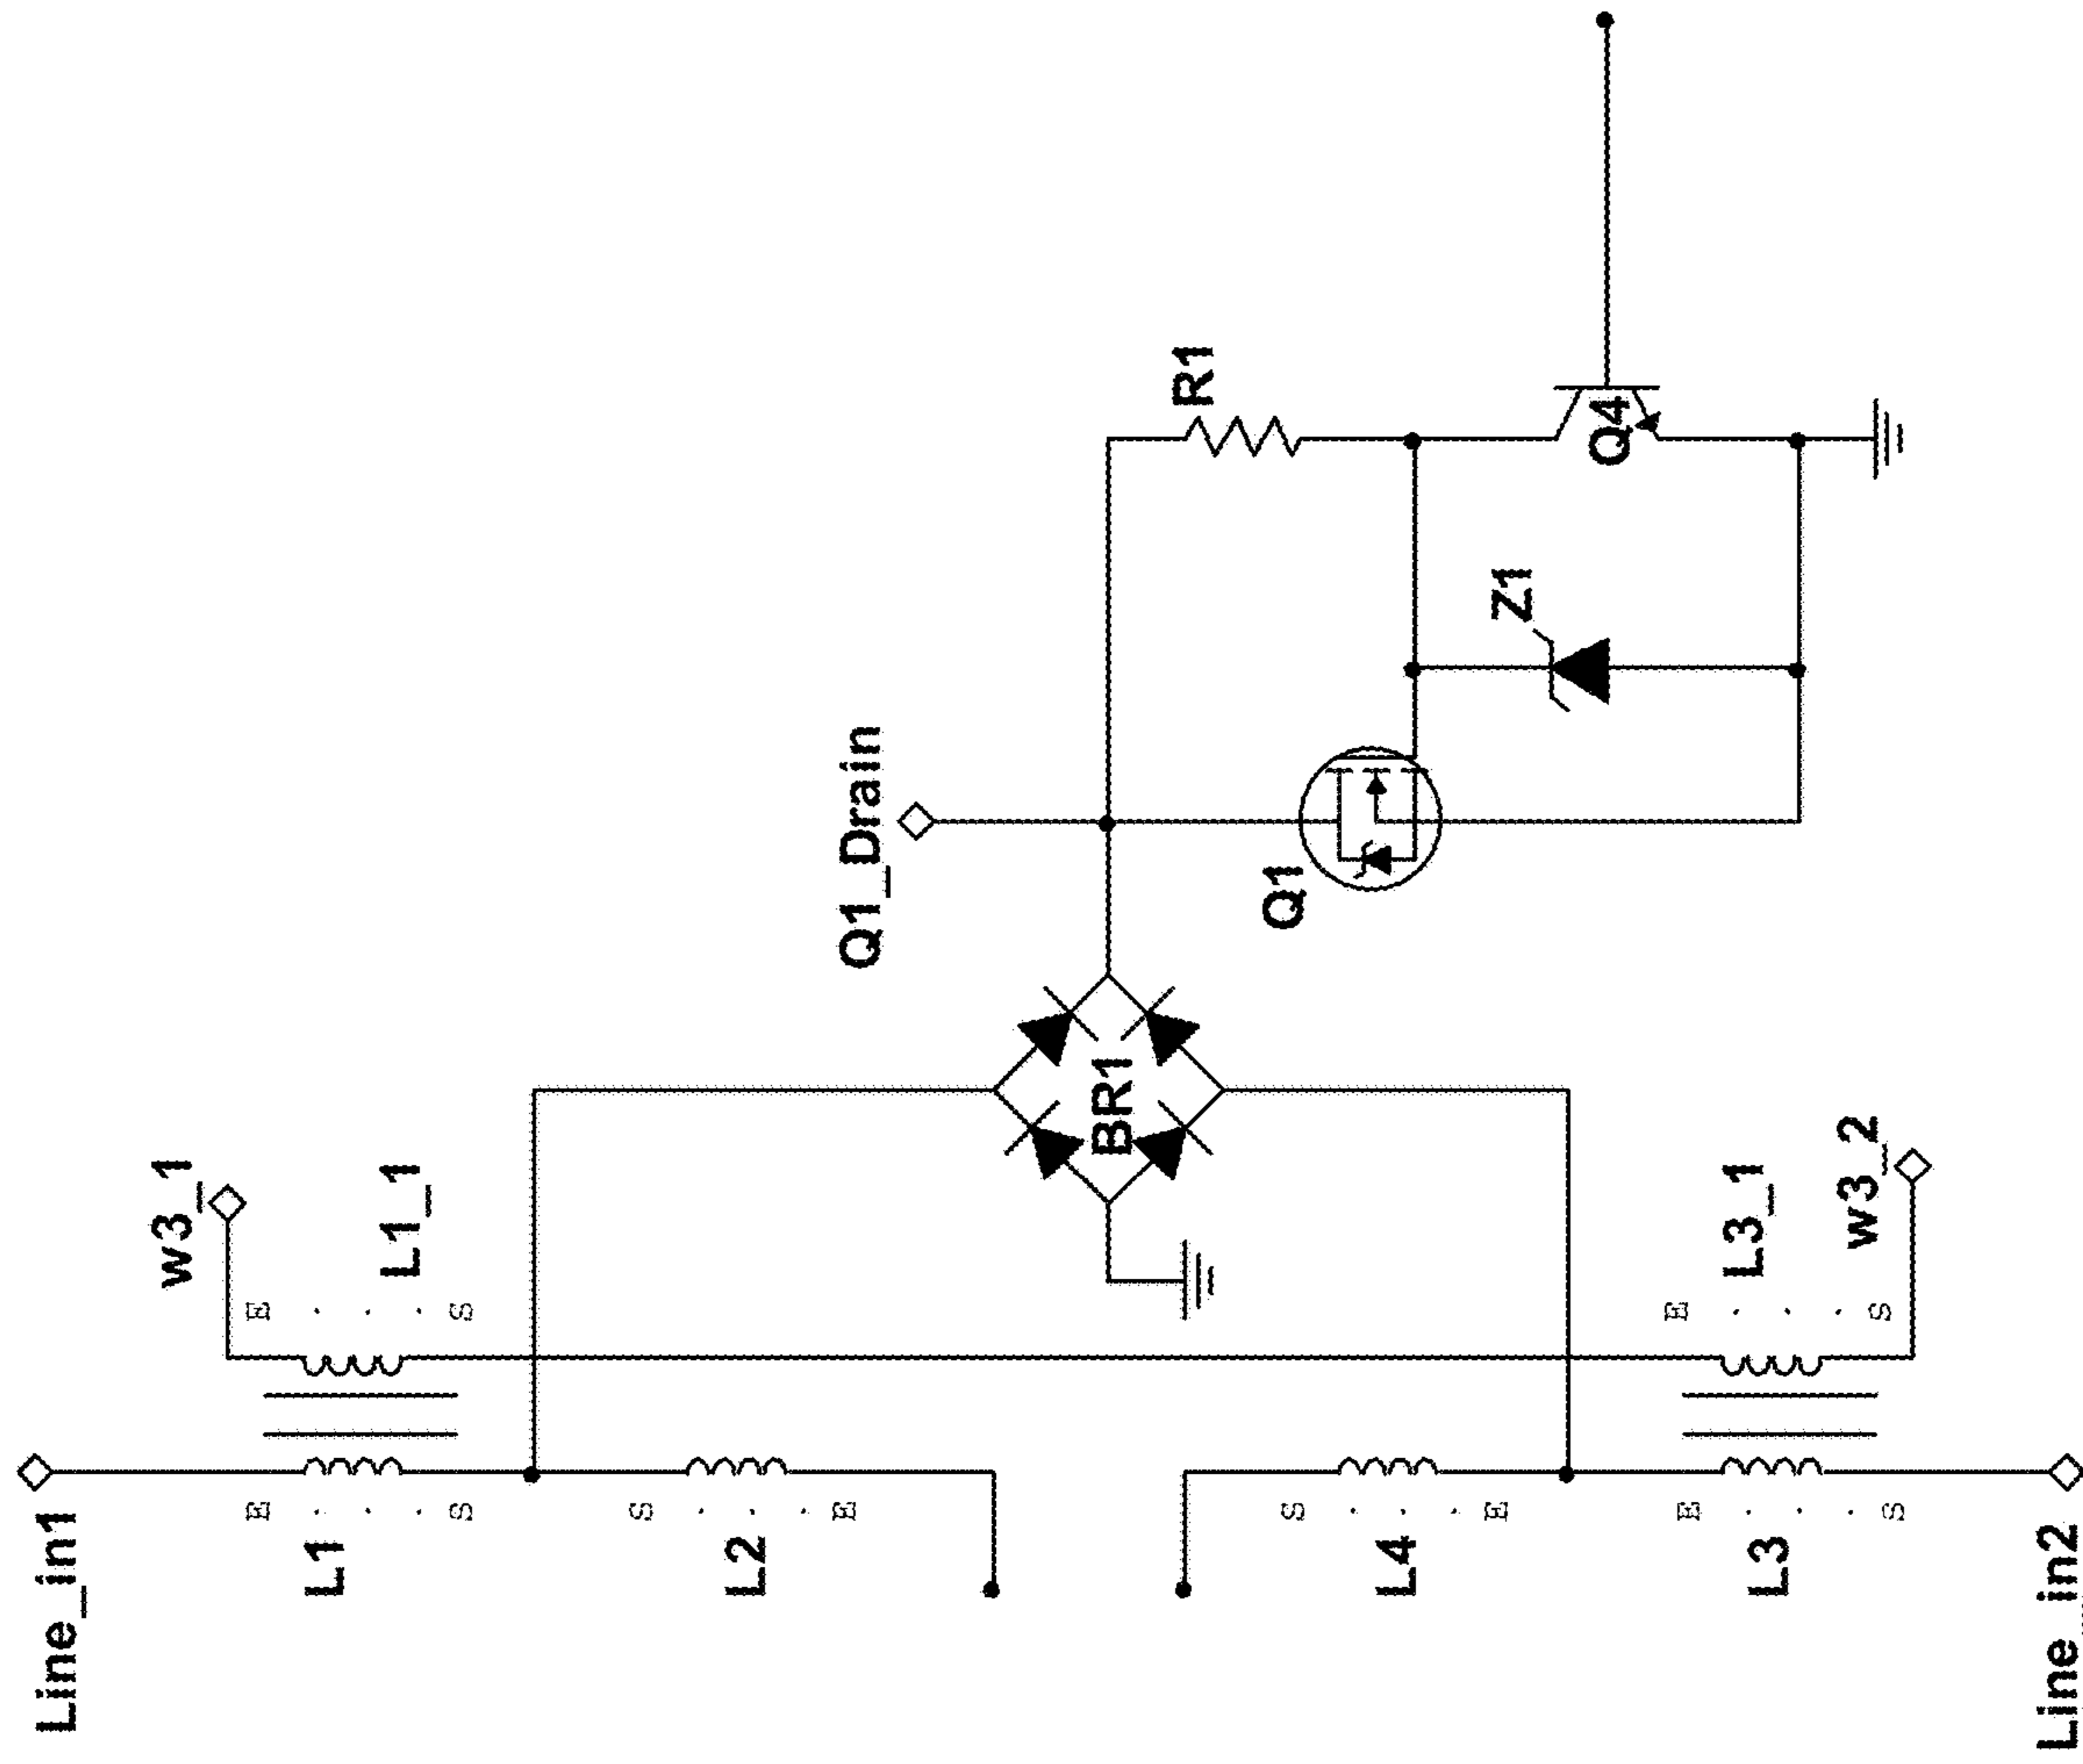 Line_in1
w3_1
E
E
L1
L1_1
S
S
S
L2
E
Q1_Drain
BR1
R1
Q1
S
L4
E
Z1
Q4
E
E
L3
L3_1
w3_2
S
S
Line_in2